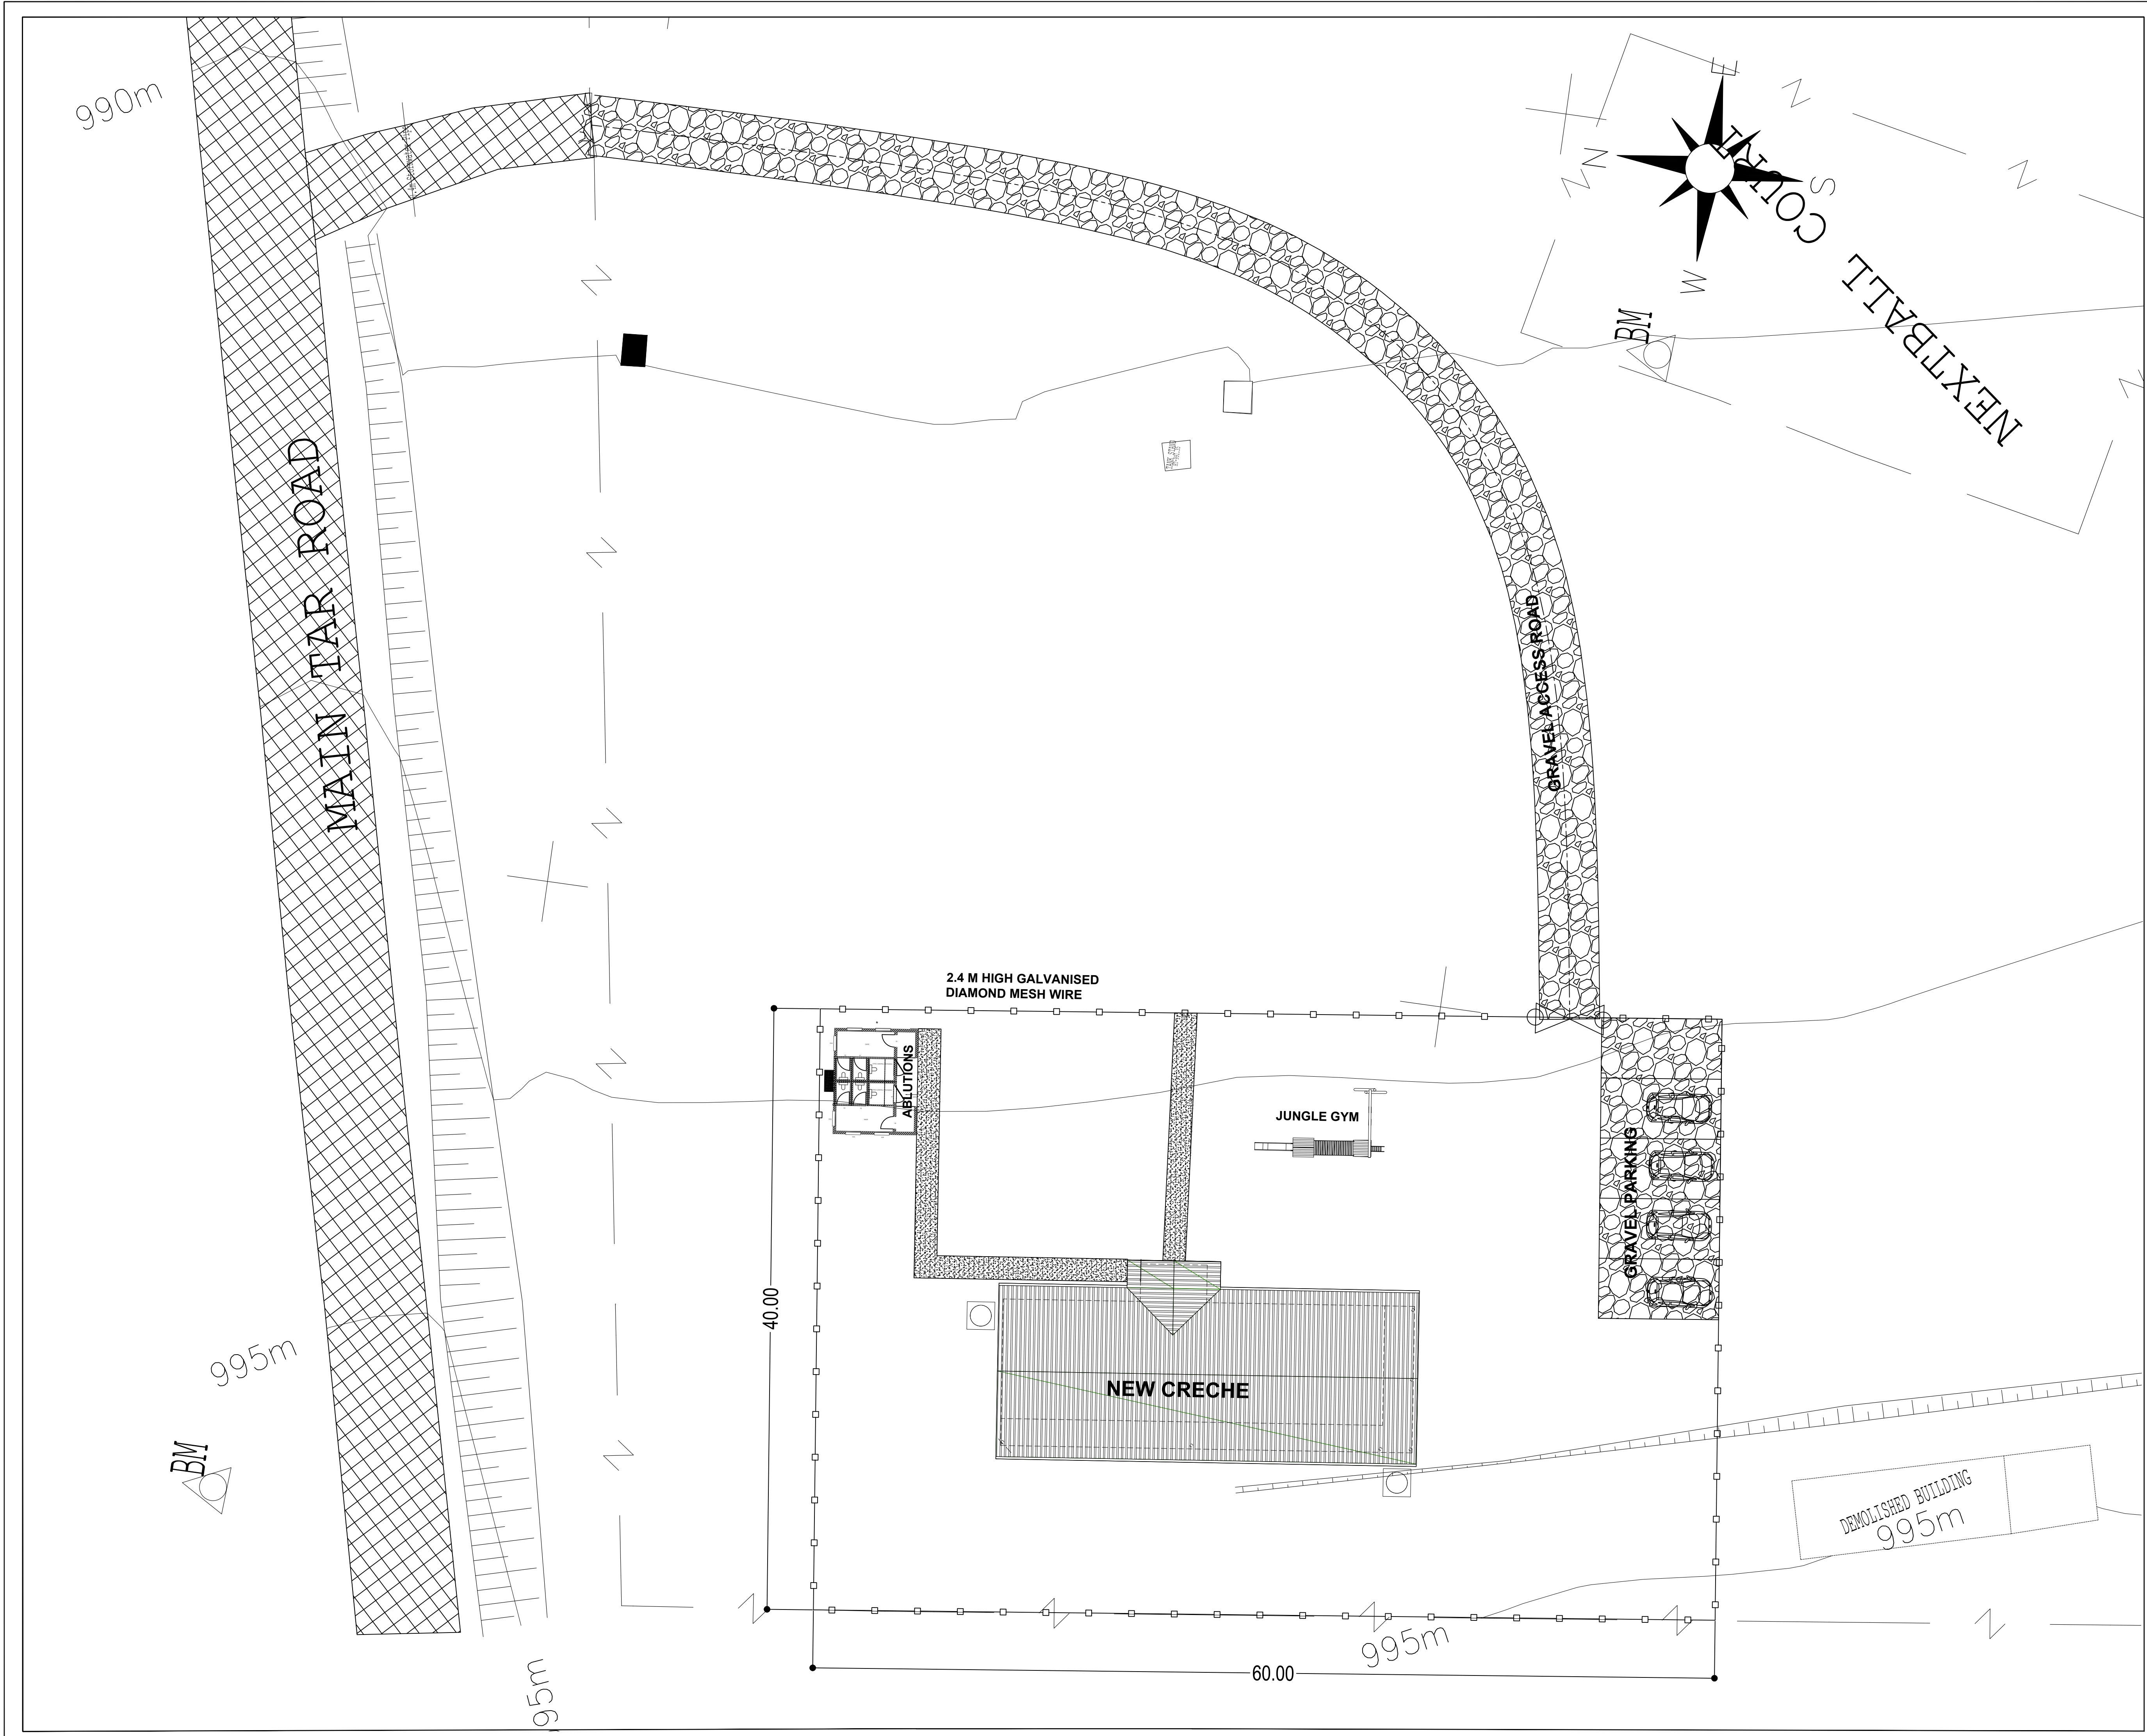 990m
E
N
S
W
NEXTBALL COURT
BM
MAIN TAR ROAD
GRAVEL ACCESS ROAD
2.4 M HIGH GALVANISED
DIAMOND MESH WIRE
ABLUTIONS
JUNGLE GYM
GRAVEL PARKING
40.00
NEW CRECHE
995m
BM
DEMOLISHED BUILDING
995m
995m
60.00
95m